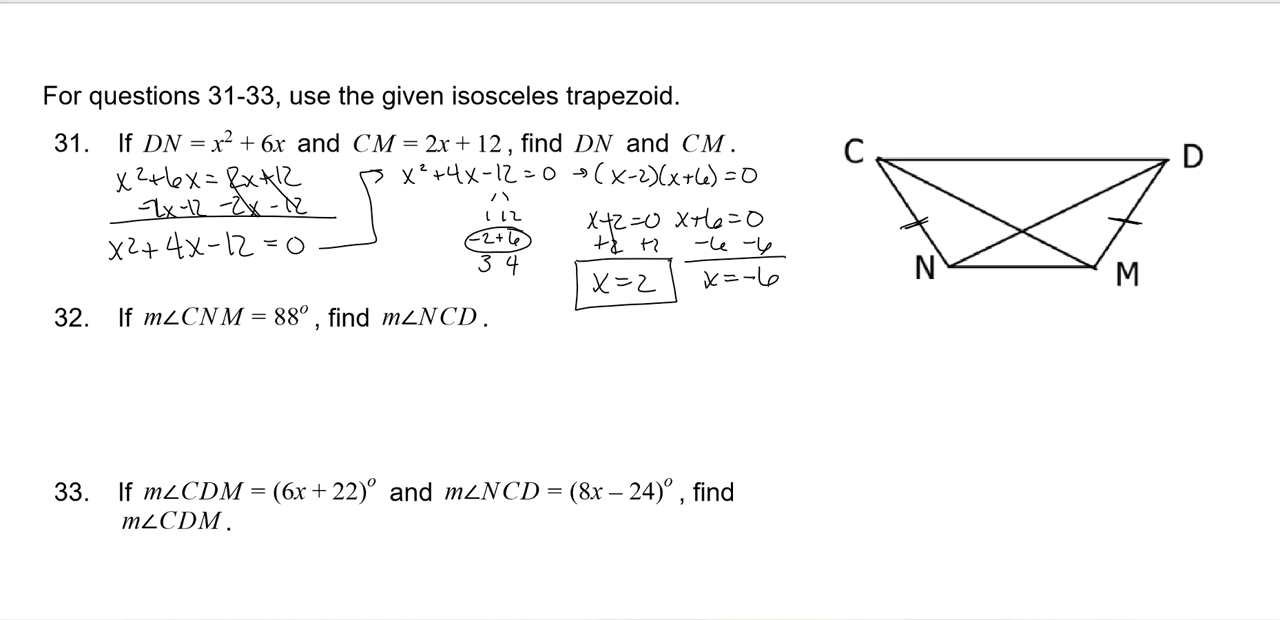 For questions 31-33, use the given isosceles trapezoid.
31. If DN = x² + 6x and CM = 2x + 12, find DN and CM.
x²+6x = 2x+12
-2x-12 -2x-12
x²+4x-12 = 0
x²+4x-12=0 → (x-2)(x+6)=0
1 12
-2+6
3 4
x+2=0 x+6=0
+2 +2 -6 -6
x=2 x=-6
C
D
N
M
32. If m∠CNM = 88°, find m∠NCD.
33. If m∠CDM = (6x + 22)° and m∠NCD = (8x – 24)°, find
m∠CDM.